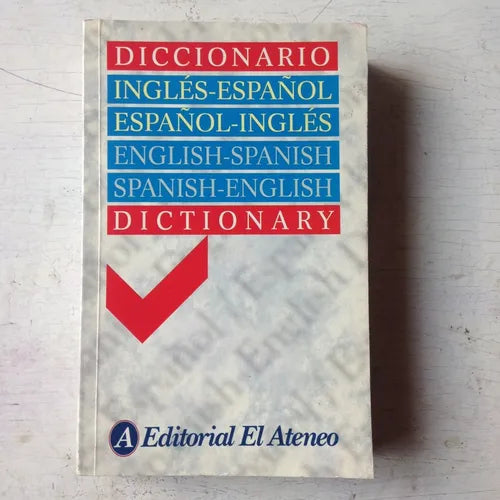 DICCIONARIO
INGLÉS-ESPAÑOL
ESPAÑOL-INGLÉS
ENGLISH-SPANISH
SPANISH-ENGLISH
DICTIONARY
A Editorial El Ateneo